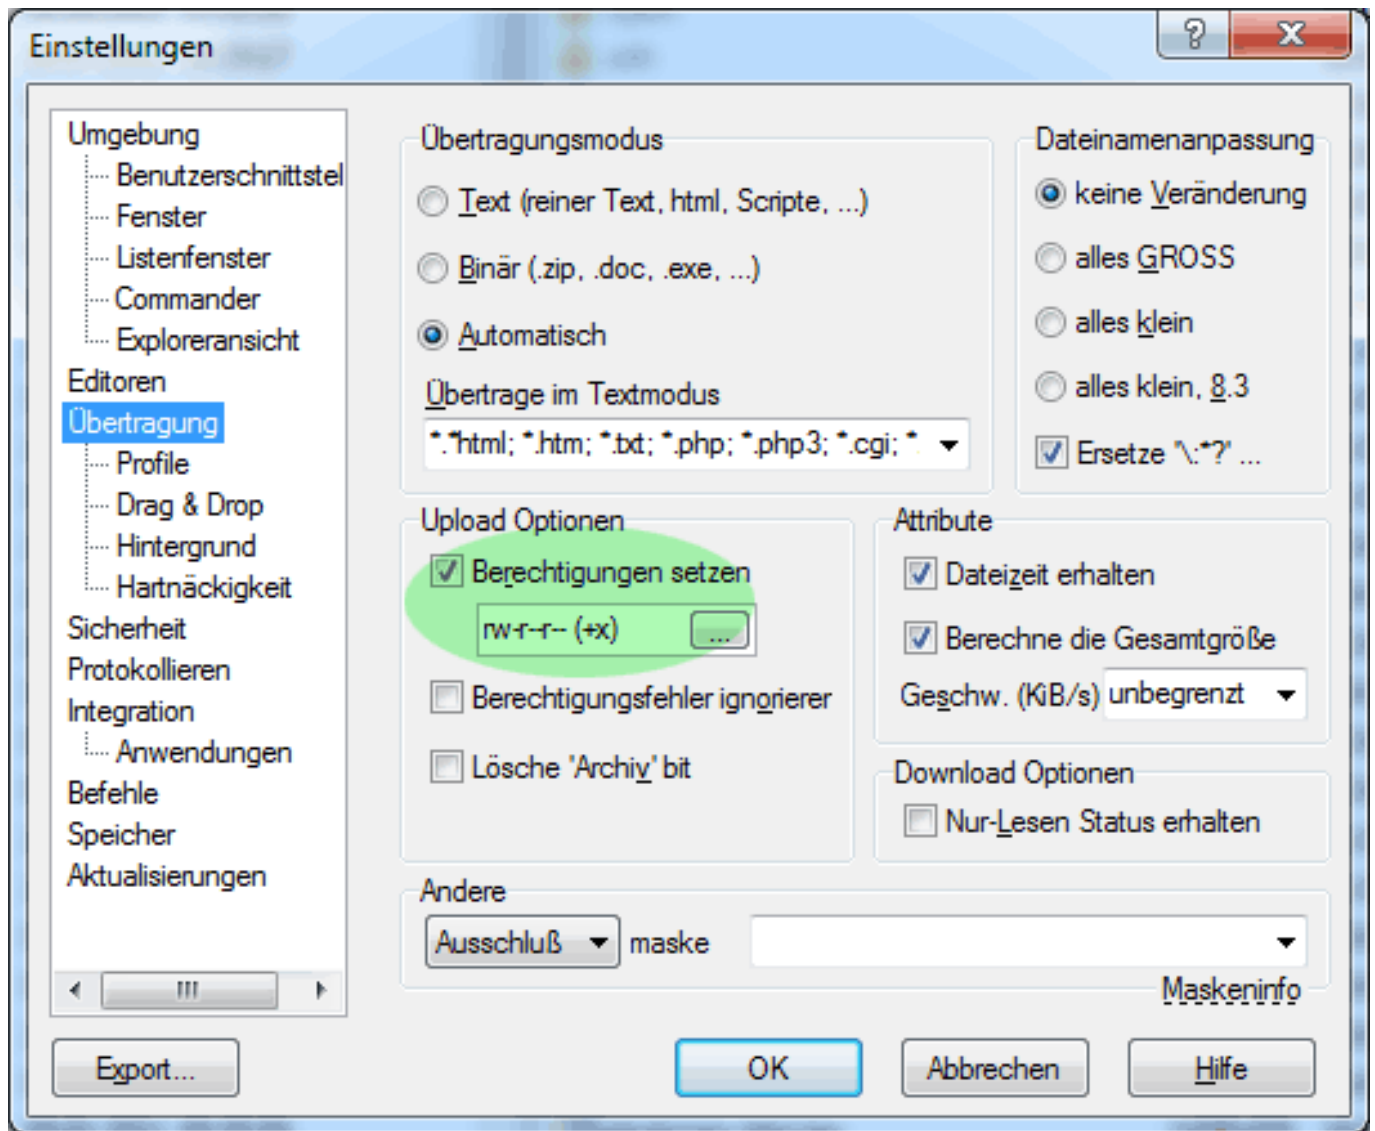 Einstellungen
Umgebung
Benutzerschnittstel
Fenster
Listenfenster
Commander
Exploreransicht
Editoren
Übertragung
Profile
Drag & Drop
Hintergrund
Hartnäckigkeit
Sicherheit
Protokollieren
Integration
Anwendungen
Befehle
Speicher
Aktualisierungen
Export...
Übertragungsmodus
Text (reiner Text, html, Scripte, ...)
Binär (.zip, .doc, .exe, ...)
Automatisch
Übertrage im Textmodus
*.*html; *.htm; *.txt; *.php; *.php3; *.cgi; *.
Dateinamenanpassung
keine Veränderung
alles GROSS
alles klein
alles klein, 8.3
Ersetze '\:*?' ...
Upload Optionen
Berechtigungen setzen
rw-r--r-- (+x)
...
Berechtigungsfehler ignorierer
Lösche 'Archiv' bit
Attribute
Dateizeit erhalten
Berechne die Gesamtgröße
Geschw. (KiB/s) unbegrenzt
Download Optionen
Nur-Lesen Status erhalten
Andere
Ausschluß maske
Maskeninfo
OK
Abbrechen
Hilfe